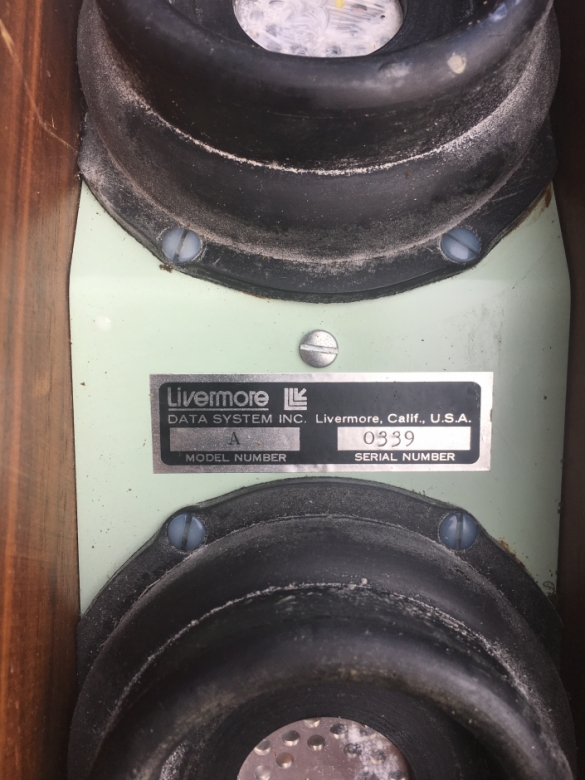 Livermore
DATA SYSTEM INC. Livermore, Calif., U.S.A.
A 0339
MODEL NUMBER SERIAL NUMBER